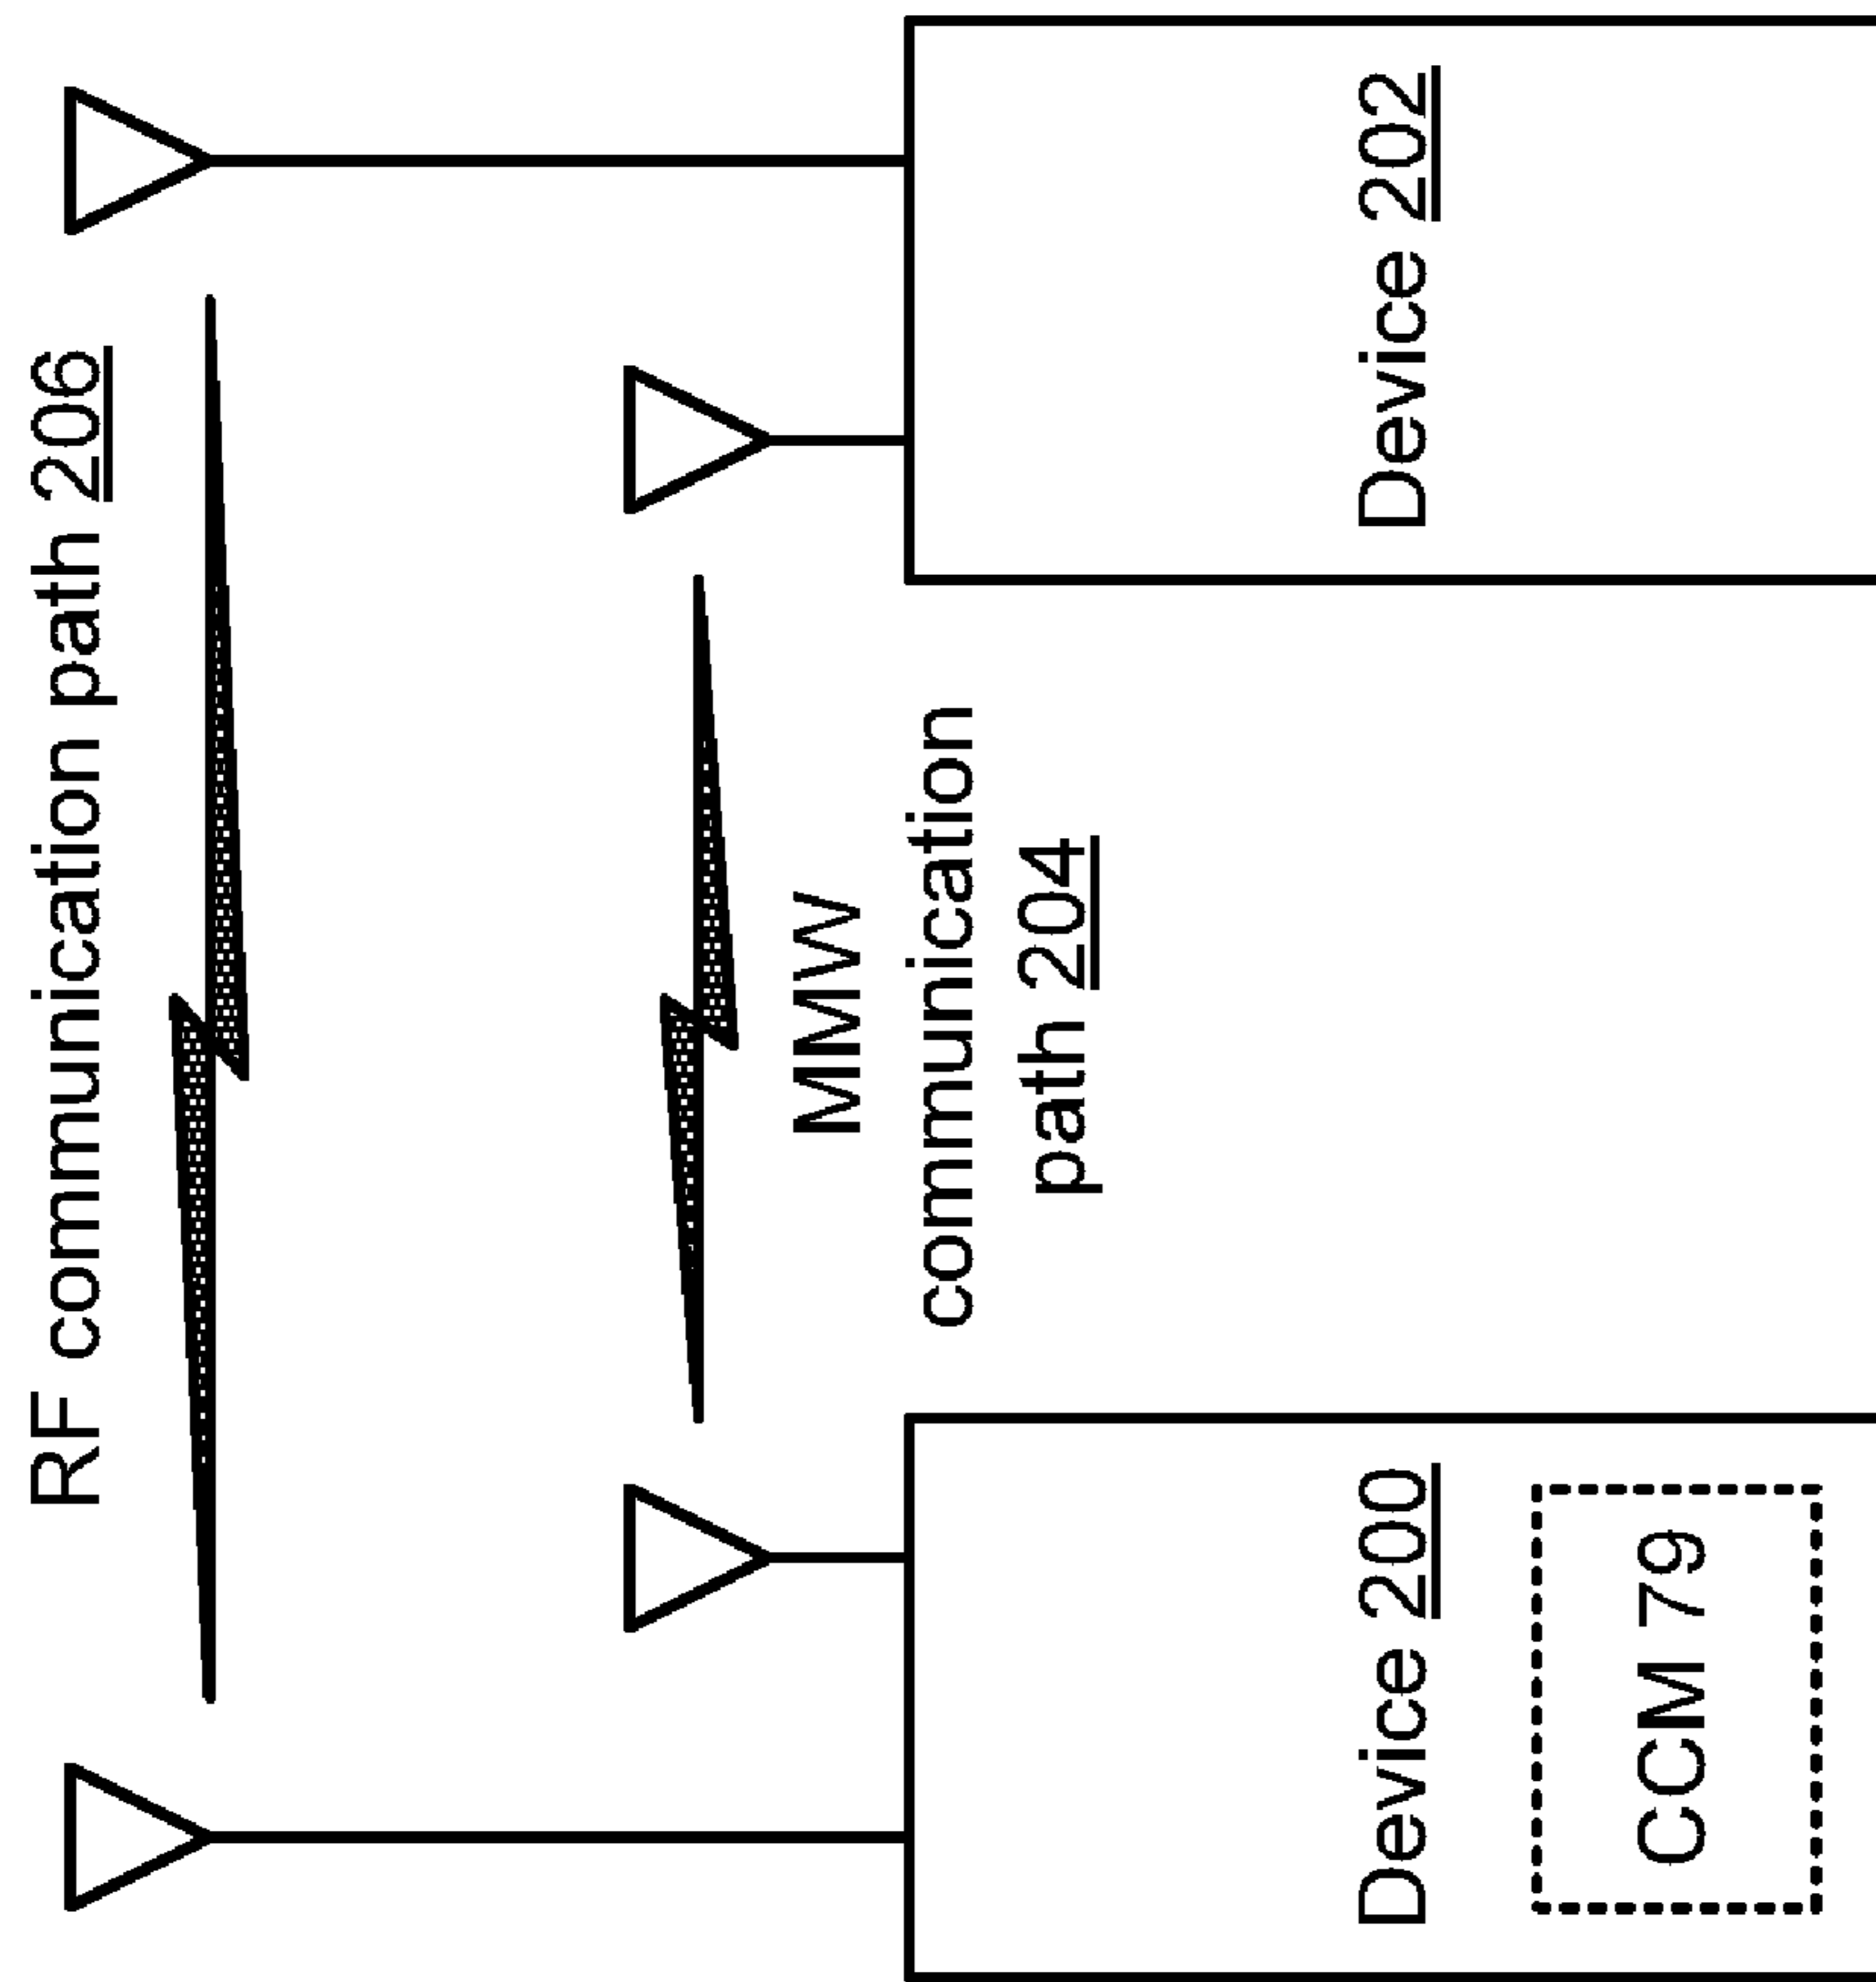 RF communication path 206
MMW
communication
path 204
Device 200
Device 202
CCM 79